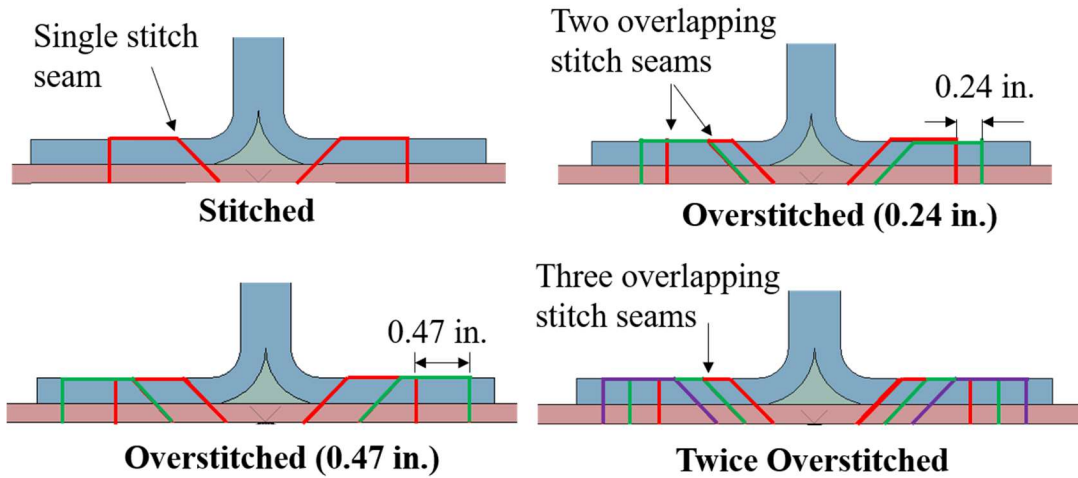 Single stitch
seam
Stitched
Two overlapping
stitch seams
0.24 in.
Overstitched (0.24 in.)
0.47 in.
Overstitched (0.47 in.)
Three overlapping
stitch seams
Twice Overstitched